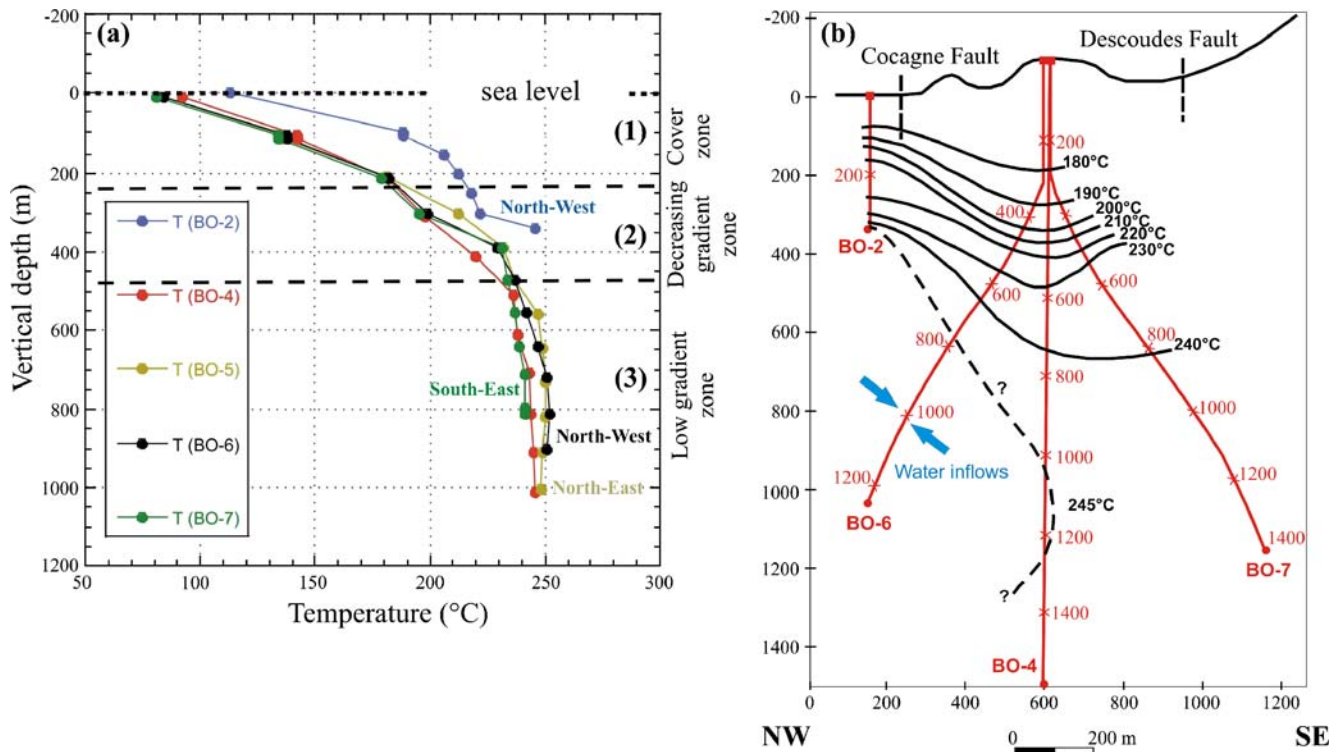 (a)
-200
0
200
400
600
800
1000
1200
Vertical depth (m)
50
100
150
200
250
300
Temperature (°C)
sea level
(1)
Cover
zone
(2)
Decreasing
gradient
zone
(3)
Low gradient
zone
T (BO-2)
T (BO-4)
T (BO-5)
T (BO-6)
T (BO-7)
North-West
South-East
North-West
North-East
(b)
-200
0
200
400
600
800
1000
1200
1400
Cocagne Fault
Descoudes Fault
200
200
400
600
600
600
800
800
800
1000
1000
1000
1200
1200
1200
1400
1400
180°C
190°C
200°C
210°C
220°C
230°C
240°C
245°C
?
?
Water inflows
BO-2
BO-6
BO-4
BO-7
0
200
400
600
800
1000
1200
NW
0
200 m
SE